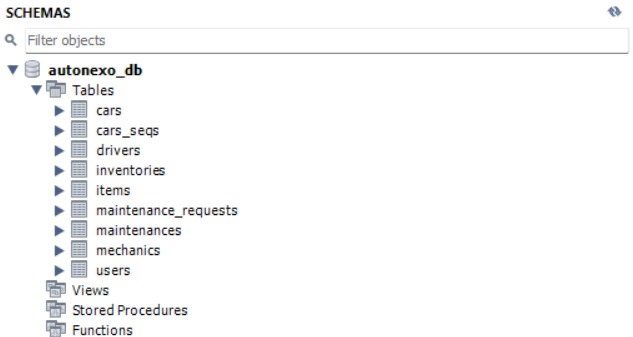 SCHEMAS
Filter objects
autonexo_db
Tables
cars
cars_seqs
drivers
inventories
items
maintenance_requests
maintenances
mechanics
users
Views
Stored Procedures
Functions